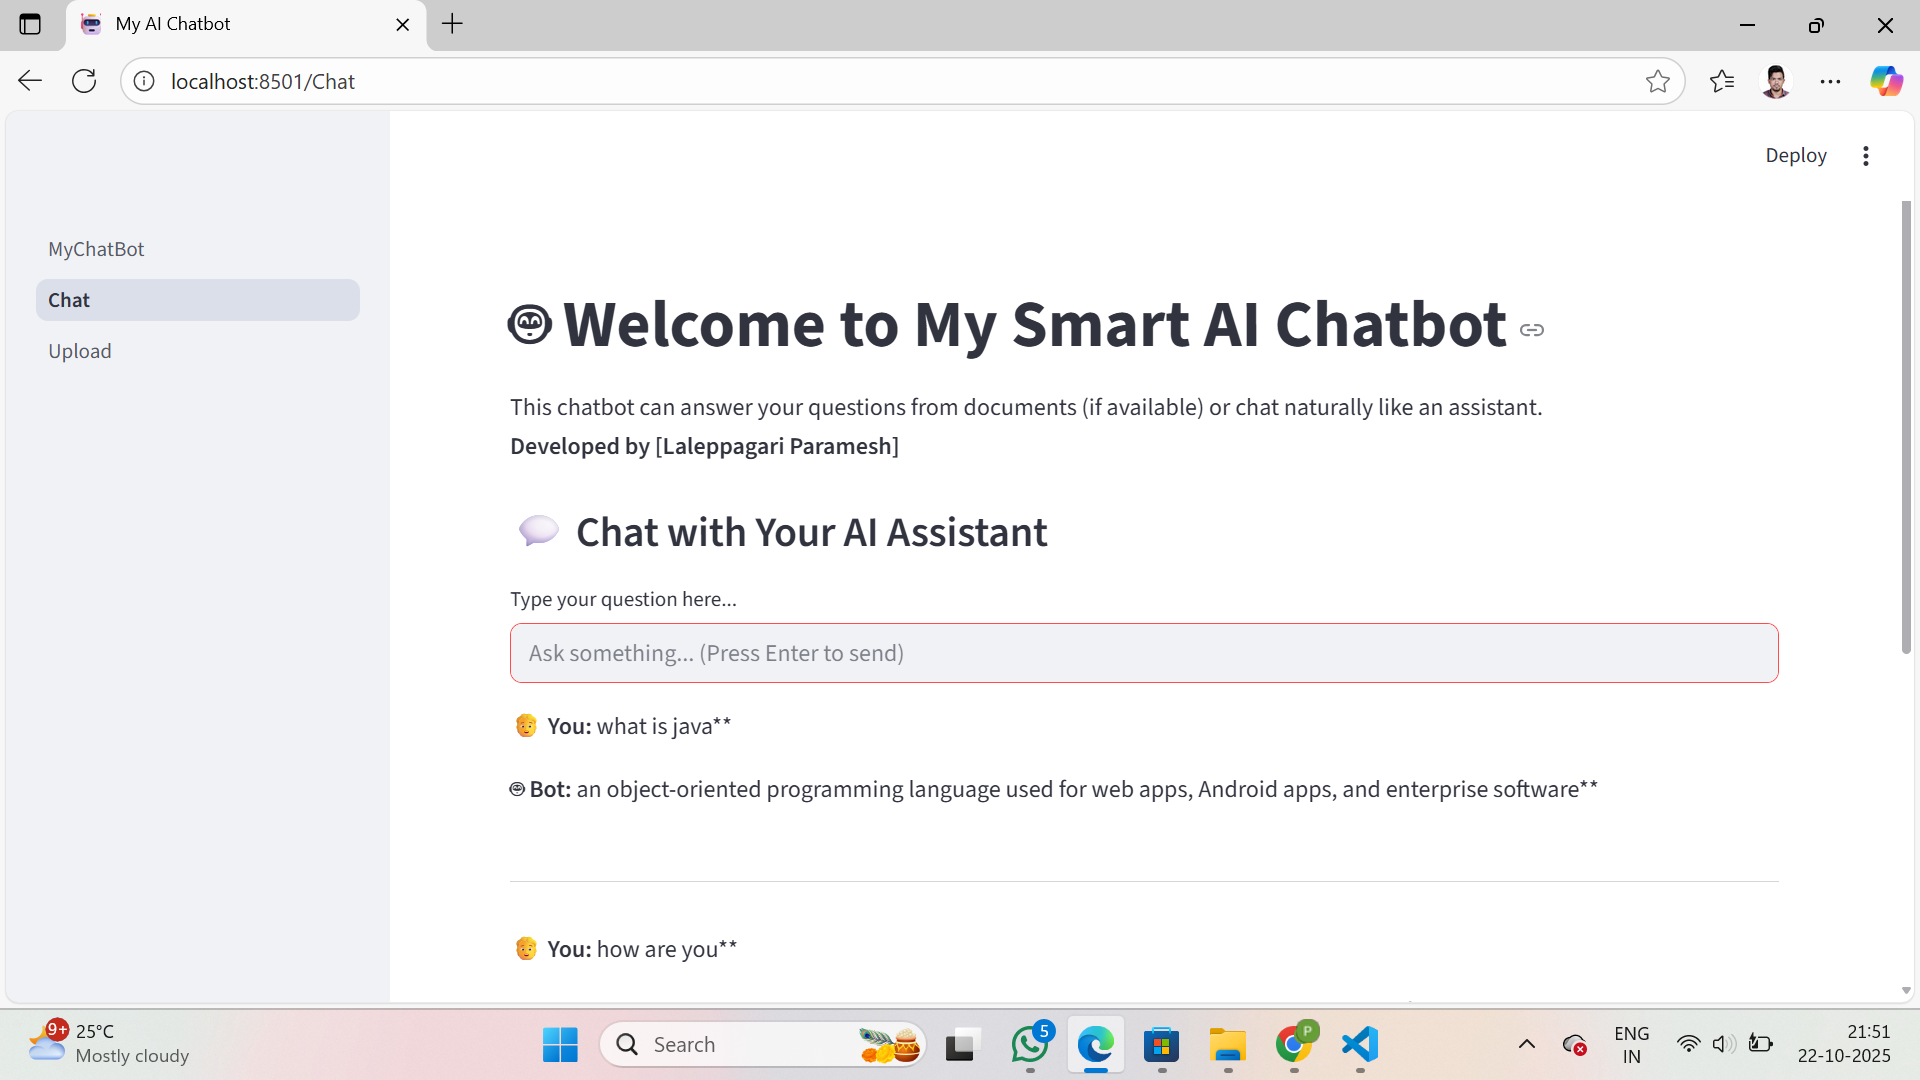 My AI Chatbot
localhost:8501/Chat
Deploy
MyChatBot
Chat
Upload
Welcome to My Smart AI Chatbot
This chatbot can answer your questions from documents (if available) or chat naturally like an assistant.
Developed by [Laleppagari Paramesh]
Chat with Your AI Assistant
Type your question here...
Ask something... (Press Enter to send)
You: what is java**
Bot: an object-oriented programming language used for web apps, Android apps, and enterprise software**
You: how are you**
9+
25°C
Mostly cloudy
Search
5
P
ENG
IN
21:51
22-10-2025